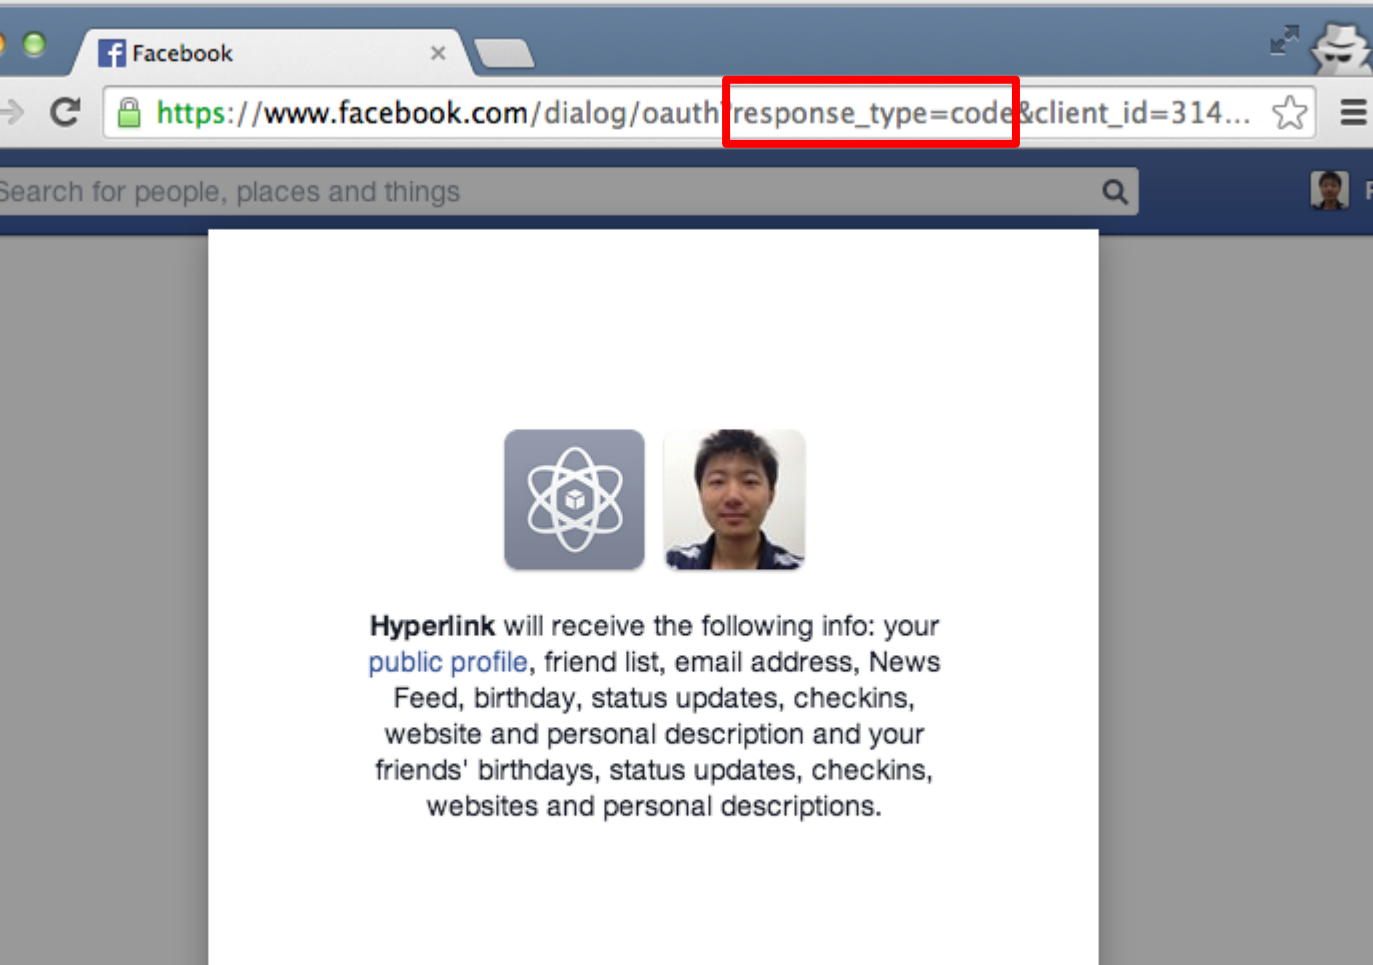 Facebook
https://www.facebook.com/dialog/oauth?response_type=code&client_id=314...
Search for people, places and things
Hyperlink will receive the following info: your
public profile, friend list, email address, News
Feed, birthday, status updates, checkins,
website and personal description and your
friends' birthdays, status updates, checkins,
websites and personal descriptions.